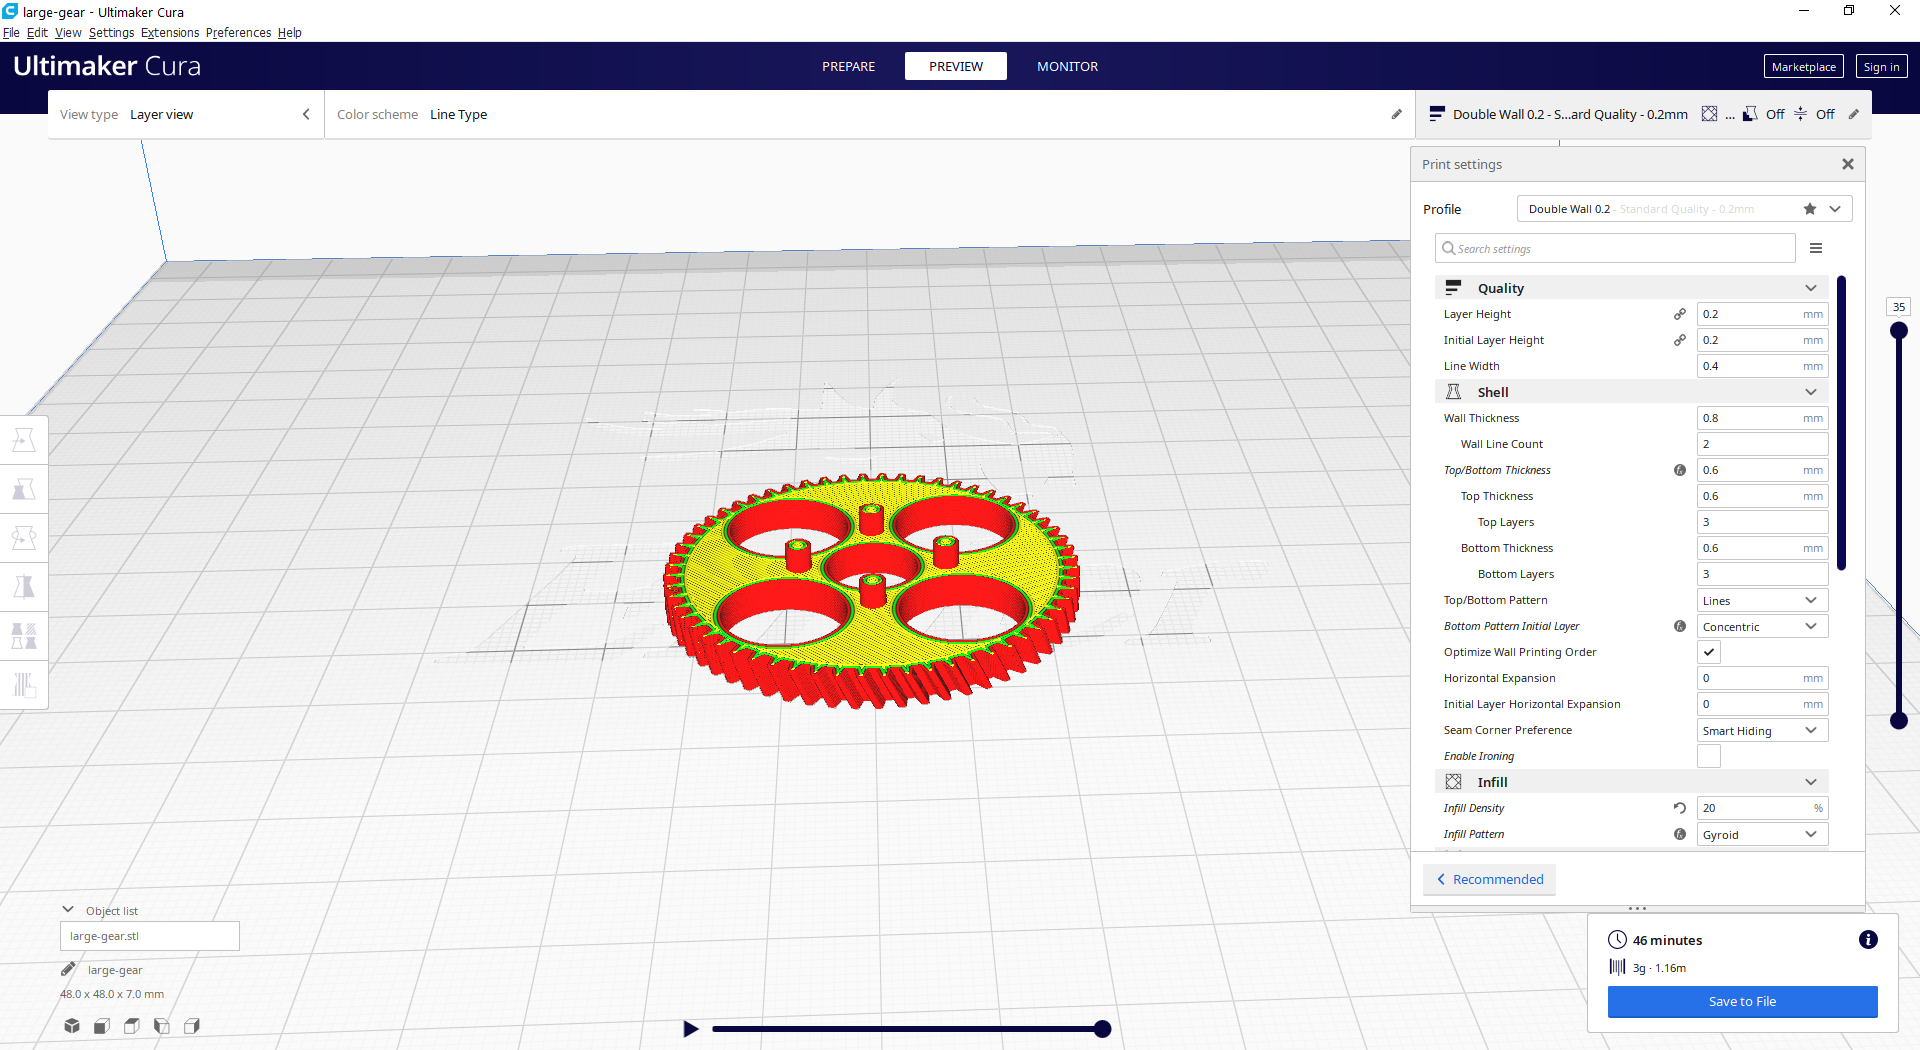 large-gear - Ultimaker Cura
File Edit View Settings Extensions Preferences Help
Ultimaker Cura
PREPARE
PREVIEW
MONITOR
Marketplace
Sign in
View type Layer view
Color scheme Line Type
Double Wall 0.2 - S...ard Quality - 0.2mm ... Off Off
Print settings
Profile
Double Wall 0.2 - Standard Quality - 0.2mm
Search settings
Quality
Layer Height 0.2 mm
Initial Layer Height 0.2 mm
Line Width 0.4 mm
Shell
Wall Thickness 0.8 mm
Wall Line Count 2
Top/Bottom Thickness 0.6 mm
Top Thickness 0.6 mm
Top Layers 3
Bottom Thickness 0.6 mm
Bottom Layers 3
Top/Bottom Pattern Lines
Bottom Pattern Initial Layer Concentric
Optimize Wall Printing Order
Horizontal Expansion 0 mm
Initial Layer Horizontal Expansion 0 mm
Seam Corner Preference Smart Hiding
Enable Ironing
Infill
Infill Density 20 %
Infill Pattern Gyroid
Recommended
35
Object list
large-gear.stl
large-gear
48.0 x 48.0 x 7.0 mm
46 minutes
3g · 1.16m
Save to File